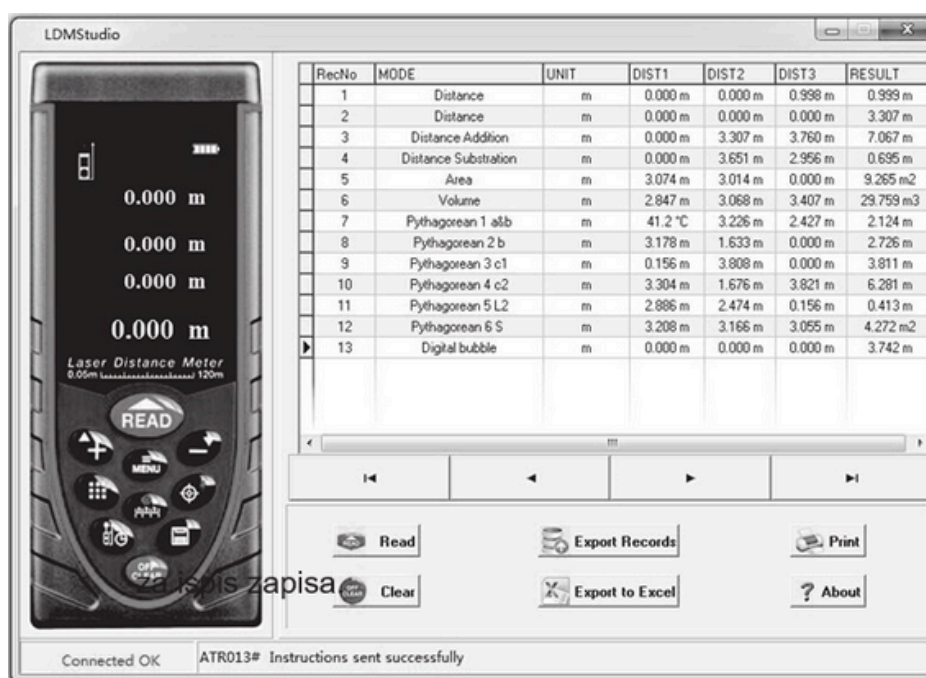 LDMStudio
0.000 m
0.000 m
0.000 m
0.000 m
Laser Distance Meter
0.05m 120m
READ
MENU
OFF CLEAR
za ispis zapisa
RecNo MODE UNIT DIST1 DIST2 DIST3 RESULT
1 Distance m 0.000 m 0.000 m 0.998 m 0.999 m
2 Distance m 0.000 m 0.000 m 0.000 m 3.307 m
3 Distance Addition m 0.000 m 3.307 m 3.760 m 7.067 m
4 Distance Substration m 0.000 m 3.651 m 2.956 m 0.695 m
5 Area m 3.074 m 3.014 m 0.000 m 9.265 m2
6 Volume m 2.847 m 3.068 m 3.407 m 29.759 m3
7 Pythagorean 1 a&b m 41.2 °C 3.226 m 2.427 m 2.124 m
8 Pythagorean 2 b m 3.178 m 1.633 m 0.000 m 2.726 m
9 Pythagorean 3 c1 m 0.156 m 3.808 m 0.000 m 3.811 m
10 Pythagorean 4 c2 m 3.304 m 1.676 m 3.821 m 6.281 m
11 Pythagorean 5 L2 m 2.886 m 2.474 m 0.156 m 0.413 m
12 Pythagorean 6 S m 3.208 m 3.166 m 3.055 m 4.272 m2
13 Digital bubble m 0.000 m 0.000 m 0.000 m 3.742 m
Read Export Records Print
OFF CLEAR Clear Export to Excel ? About
Connected OK ATR013# Instructions sent successfully